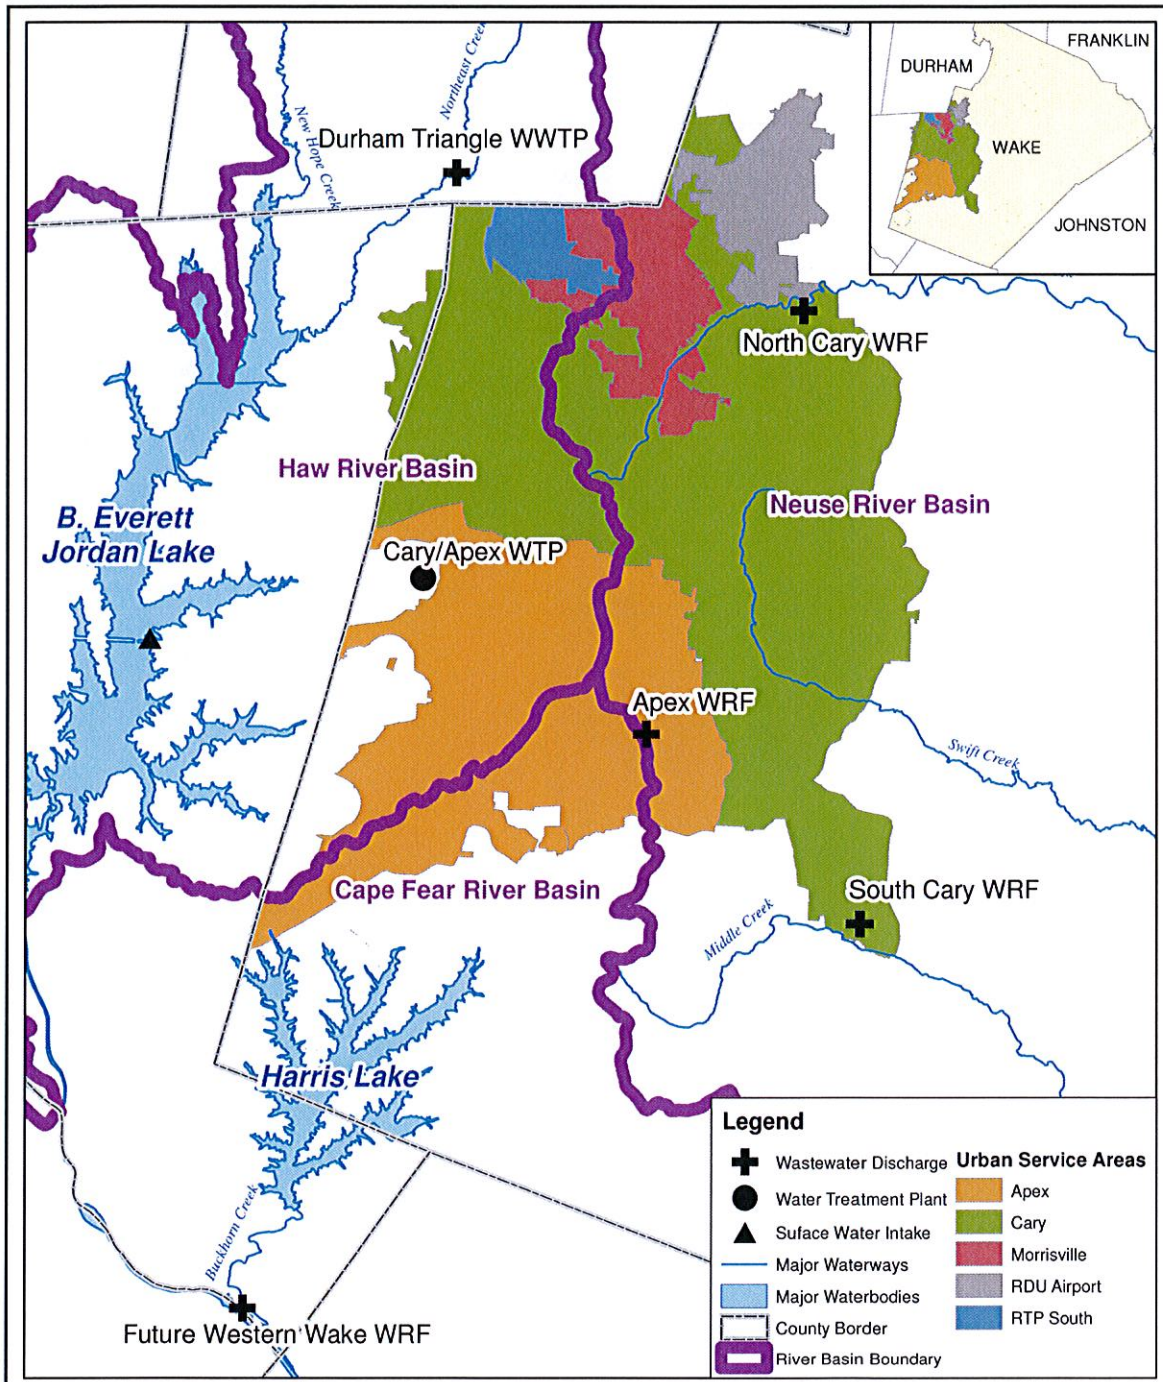 FRANKLIN
DURHAM
WAKE
JOHNSTON
Northeast Creek
New Hope Creek
Durham Triangle WWTP
North Cary WRF
Haw River Basin
Neuse River Basin
B. Everett
Jordan Lake
Cary/Apex WTP
Apex WRF
Swift Creek
Cape Fear River Basin
South Cary WRF
Middle Creek
Harris Lake
Buckhorn Creek
Future Western Wake WRF
Legend
Wastewater Discharge
Water Treatment Plant
Suface Water Intake
Major Waterways
Major Waterbodies
County Border
River Basin Boundary
Urban Service Areas
Apex
Cary
Morrisville
RDU Airport
RTP South